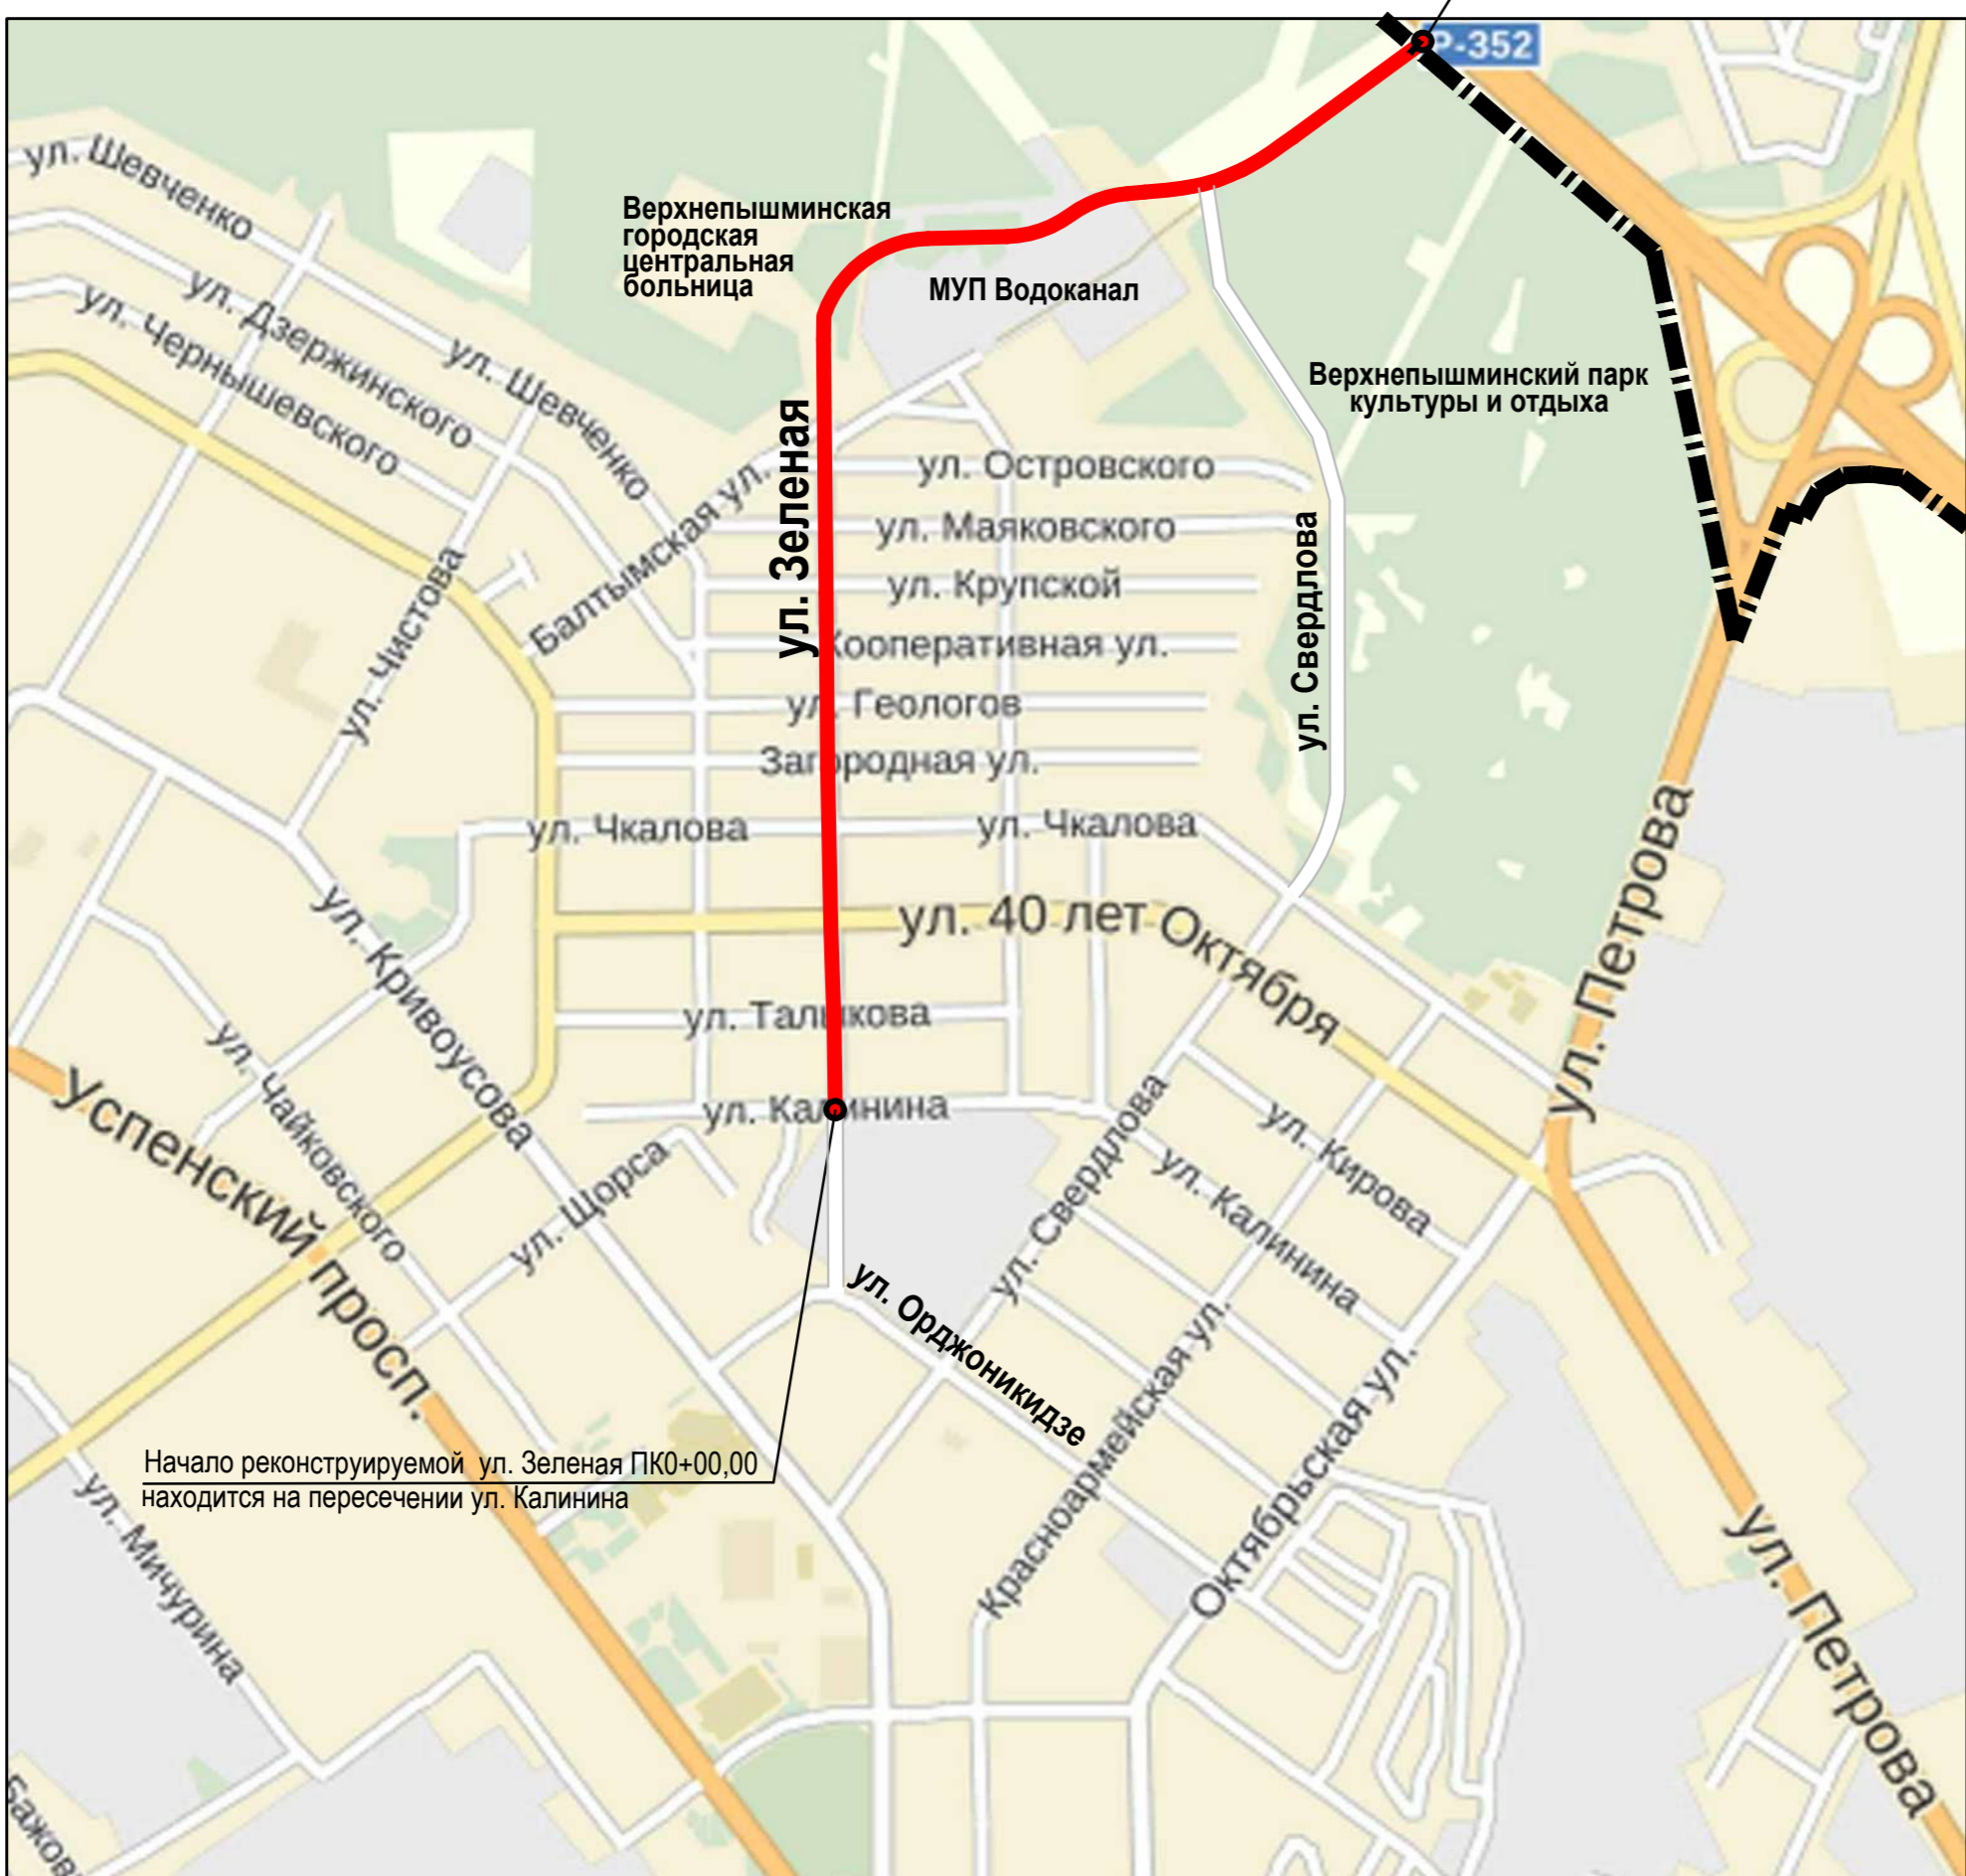 Р-352
ул. Шевченко
Верхнепышминская
городская
центральная
больница
МУП Водоканал
ул. Дзержинского
ул. Чернышевского
ул. Шевченко
Верхнепышминский парк
культуры и отдыха
ул. Зеленая
ул. Островского
Балтымская ул.
ул. Маяковского
ул. Крупской
ул. Свердлова
ул. Чистова
Кооперативная ул.
ул. Геологов
Загородная ул.
ул. Чкалова
ул. Чкалова
ул. Петрова
ул. Кривоусова
ул. 40 лет Октября
ул. Талыкова
ул. Чайковского
Успенский просп.
ул. Калинина
ул. Щорса
ул. Свердлова
ул. Кирова
ул. Калинина
ул. Орджоникидзе
Красноармейская ул.
Октябрьская ул.
Начало реконструируемой ул. Зеленая ПК0+00,00
находится на пересечении ул. Калинина
ул. Мичурина
ул. Петрова